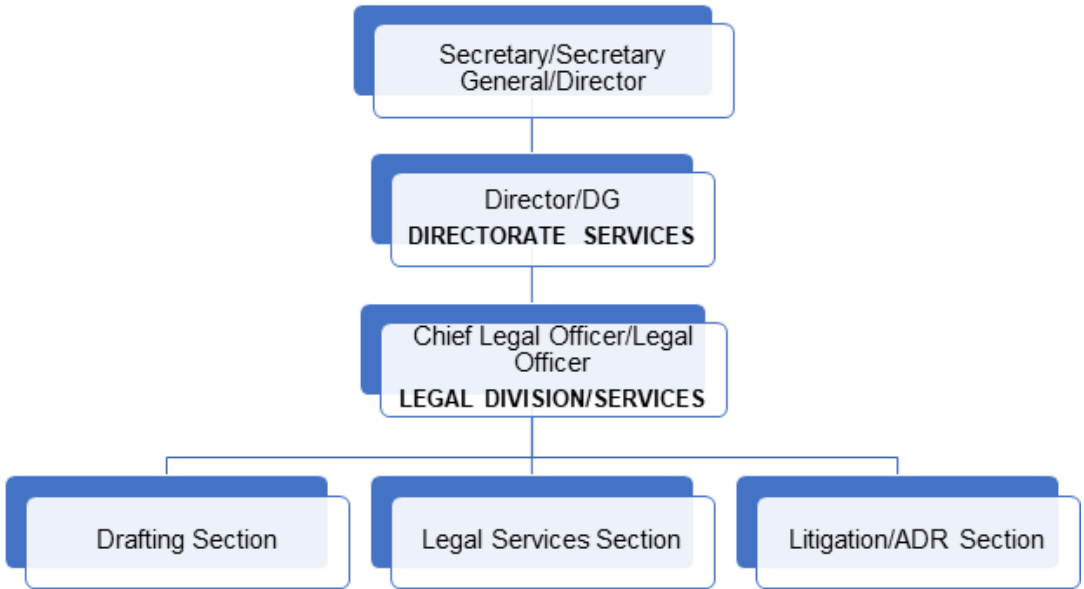 Secretary/Secretary
General/Director
Director/DG
DIRECTORATE SERVICES
Chief Legal Officer/Legal
Officer
LEGAL DIVISION/SERVICES
Drafting Section
Legal Services Section
Litigation/ADR Section